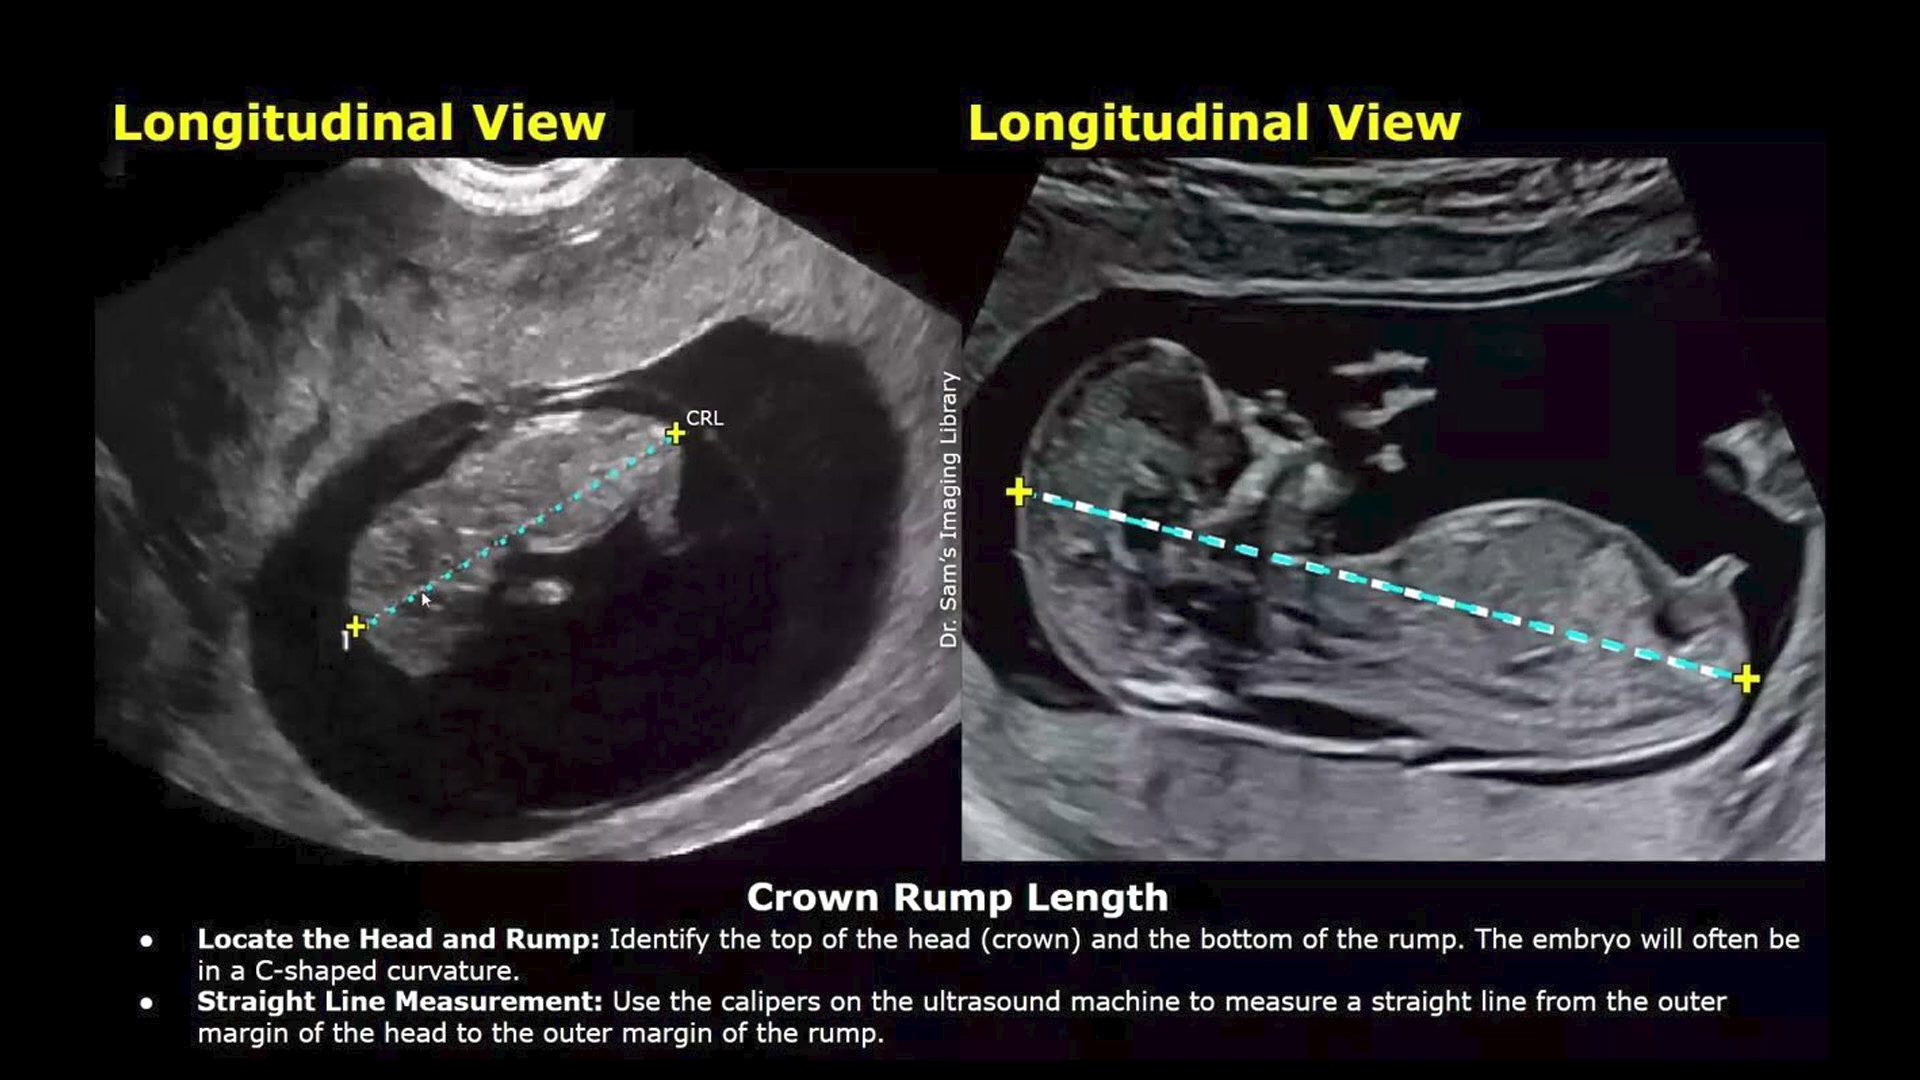 Longitudinal View
Longitudinal View
CRL
1
Dr. Sam's Imaging Library
Crown Rump Length
• Locate the Head and Rump: Identify the top of the head (crown) and the bottom of the rump. The embryo will often be
in a C-shaped curvature.
• Straight Line Measurement: Use the calipers on the ultrasound machine to measure a straight line from the outer
margin of the head to the outer margin of the rump.